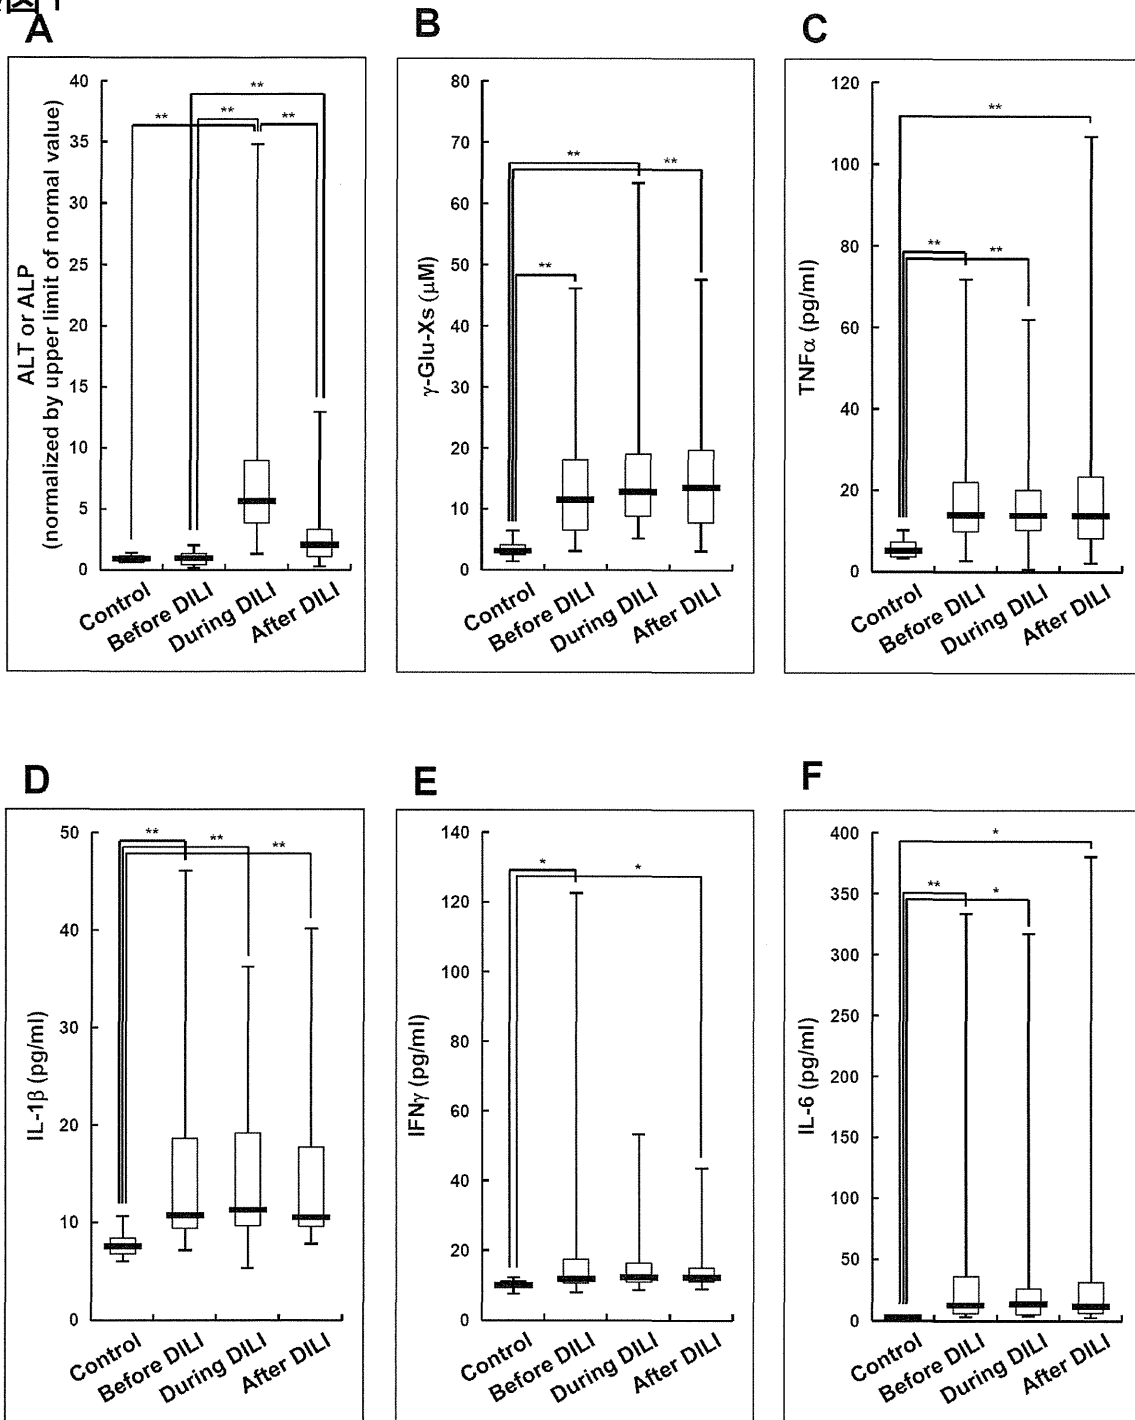 図1
A
40
35
30
25
20
15
10
5
0
ALT or ALP
(normalized by upper limit of normal value)
**
**
**
**
Control
Before DILI
During DILI
After DILI
B
80
70
60
50
40
30
20
10
0
γ-Glu-Xs (μM)
**
**
**
Control
Before DILI
During DILI
After DILI
C
120
100
80
60
40
20
0
TNFα (pg/ml)
**
**
**
Control
Before DILI
During DILI
After DILI
D
50
40
30
20
10
0
IL-1β (pg/ml)
**
**
**
Control
Before DILI
During DILI
After DILI
E
140
120
100
80
60
40
20
0
IFNγ (pg/ml)
*
*
Control
Before DILI
During DILI
After DILI
F
400
350
300
250
200
150
100
50
0
IL-6 (pg/ml)
*
**
*
Control
Before DILI
During DILI
After DILI